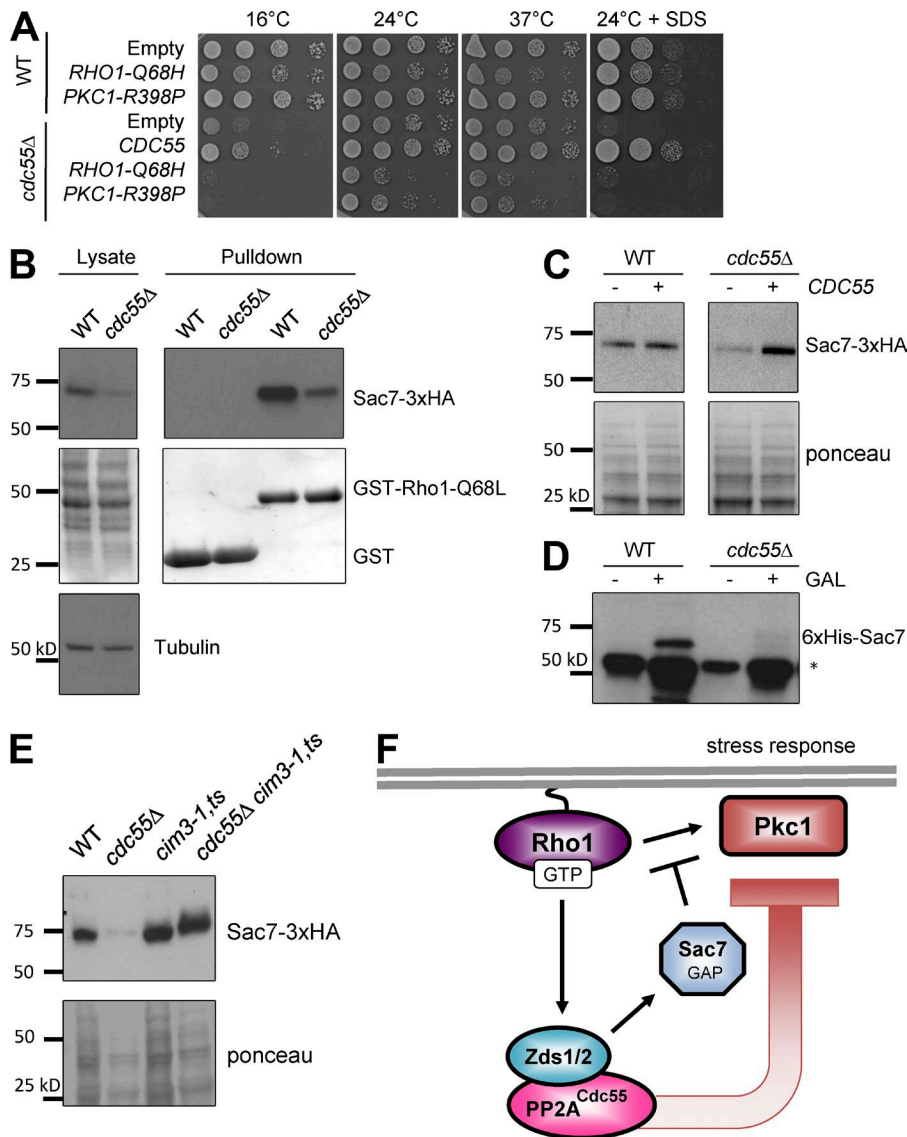 A
16°C 24°C 37°C 24°C + SDS
WT
Empty
RHO1-Q68H
PKC1-R398P
cdc55Δ
Empty
CDC55
RHO1-Q68H
PKC1-R398P
B
Lysate Pulldown
WT cdc55Δ WT cdc55Δ WT cdc55Δ
75
50
Sac7-3xHA
50
25
GST-Rho1-Q68L
GST
50 kD
Tubulin
C
WT cdc55Δ
- + - + CDC55
75
50
Sac7-3xHA
50
25 kD
ponceau
D
WT cdc55Δ
- + - + GAL
75
50 kD
6xHis-Sac7
*
E
WT cdc55Δ cim3-1,ts cdc55Δ cim3-1,ts
75
50
Sac7-3xHA
50
25 kD
ponceau
F
stress response
Rho1
GTP
Pkc1
Sac7
GAP
Zds1/2
PP2A Cdc55